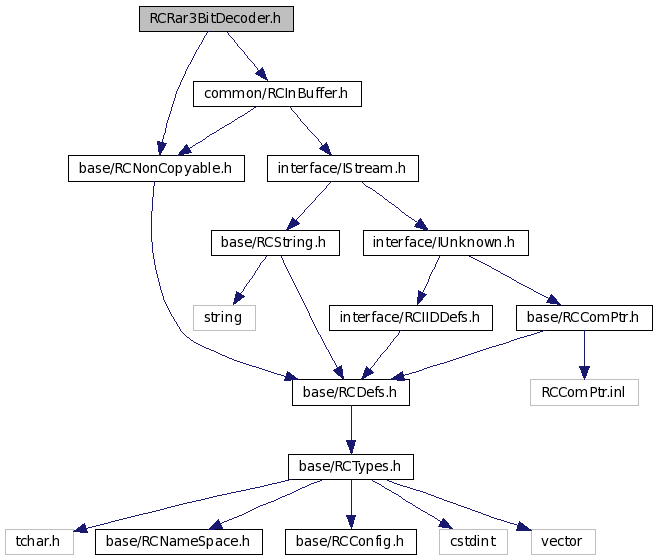 RCRar3BitDecoder.h
common/RCInBuffer.h
base/RCNonCopyable.h
interface/IStream.h
base/RCString.h
interface/IUnknown.h
string
interface/RCIIDDefs.h
base/RCComPtr.h
base/RCDefs.h
RCComPtr.inl
base/RCTypes.h
tchar.h
base/RCNameSpace.h
base/RCConfig.h
cstdint
vector